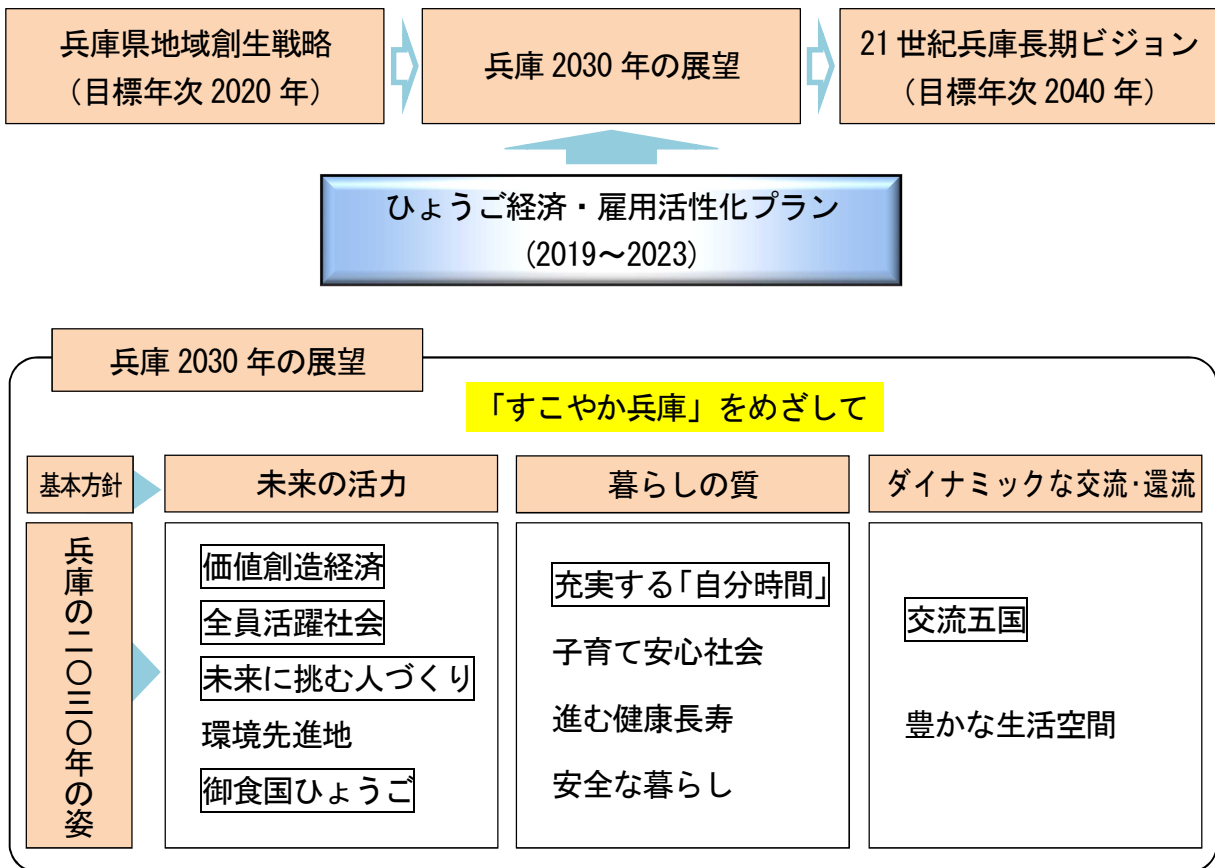 兵庫県地域創生戦略
（目標年次 2020 年）
兵庫 2030 年の展望
21 世紀兵庫長期ビジョン
（目標年次 2040 年）
ひょうご経済・雇用活性化プラン
(2019～2023)
兵庫 2030 年の展望
「すこやか兵庫」をめざして
基本方針
未来の活力
暮らしの質
ダイナミックな交流・還流
兵庫の二〇三〇年の姿
価値創造経済
全員活躍社会
未来に挑む人づくり
環境先進地
御食国ひょうご
充実する「自分時間」
子育て安心社会
進む健康長寿
安全な暮らし
交流五国
豊かな生活空間